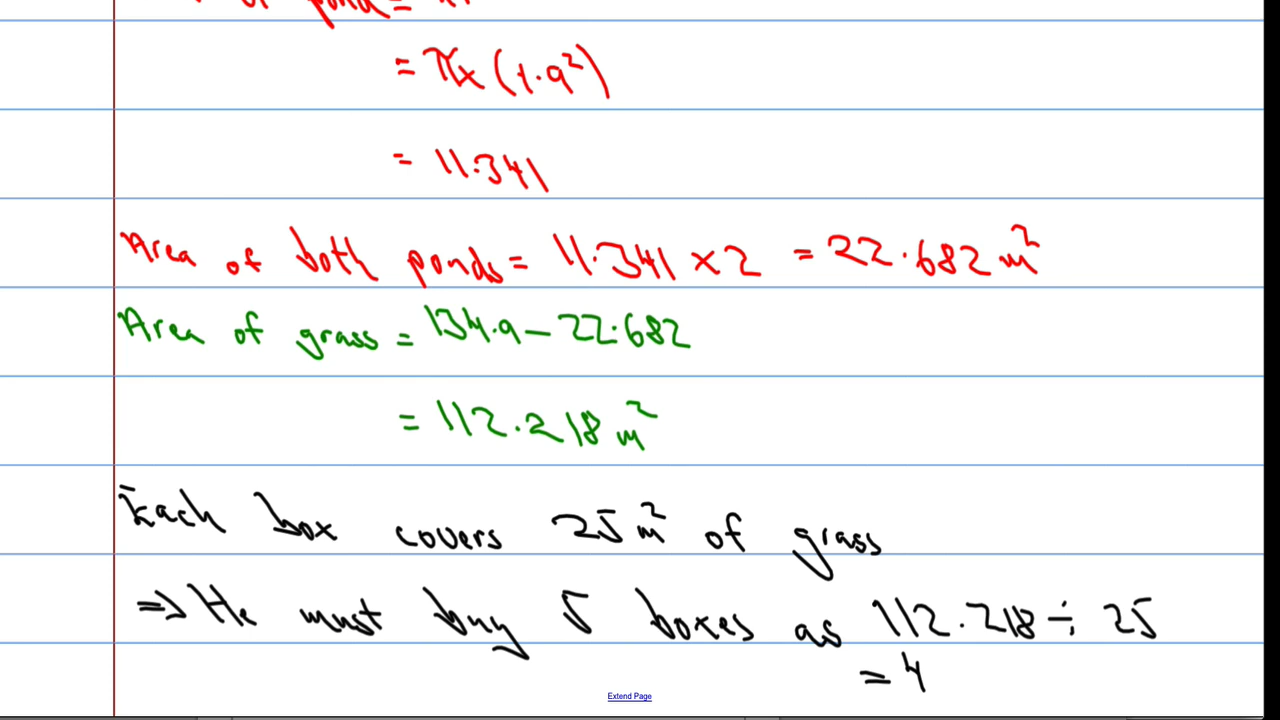 of pond =
= π × (1.9²)
= 11.341
Area of both ponds = 11.341 × 2 = 22.682 m²
Area of grass = 134.9 - 22.682
= 112.218 m²
Each box covers 25 m² of grass
=> He must buy 5 boxes as 112.218 ÷ 25
= 4
Extend Page